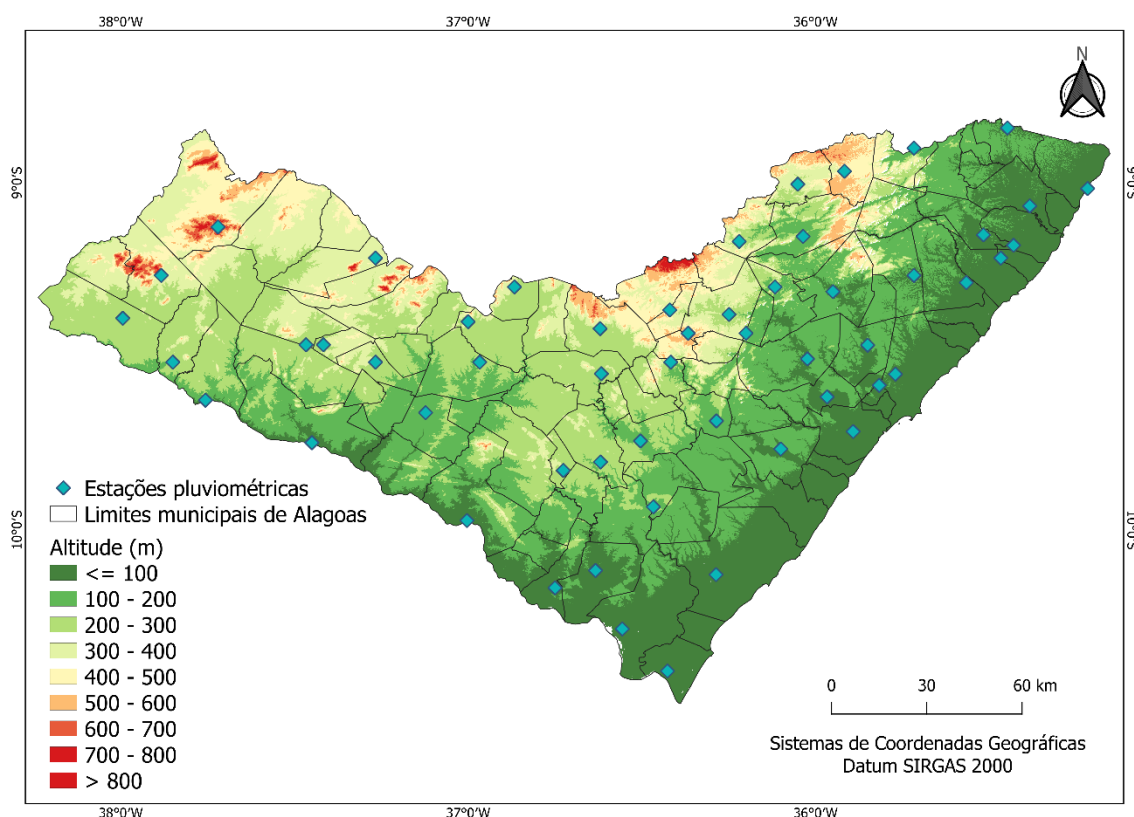 38°0'W 37°0'W 36°0'W
N
9°0'S 9°0'S
Estações pluviométricas
Limites municipais de Alagoas
10°0'S 10°0'S
Altitude (m)
<= 100
100 - 200
200 - 300
300 - 400
400 - 500
500 - 600
600 - 700
700 - 800
> 800
0 30 60 km
Sistemas de Coordenadas Geográficas
Datum SIRGAS 2000
38°0'W 37°0'W 36°0'W